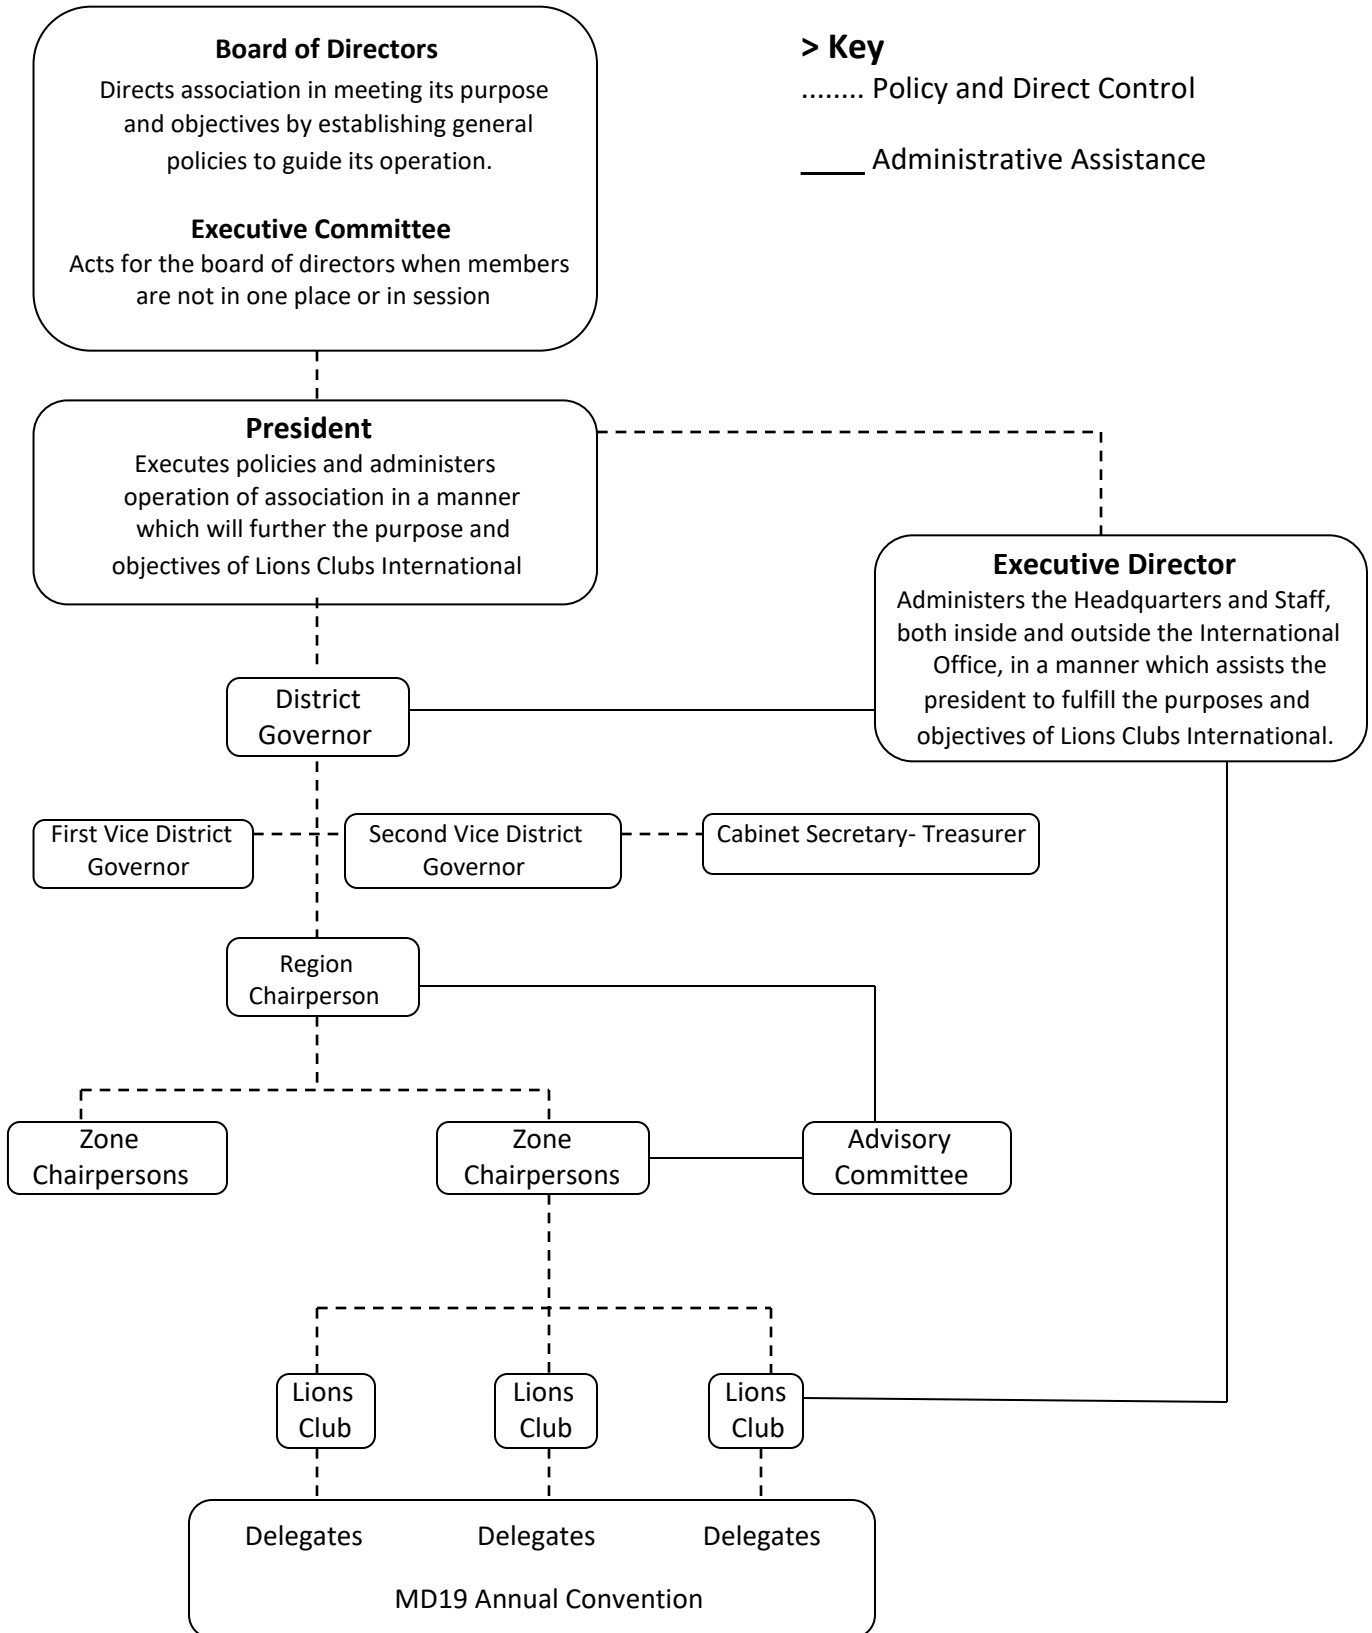 Board of Directors
Directs association in meeting its purpose
and objectives by establishing general
policies to guide its operation.
Executive Committee
Acts for the board of directors when members
are not in one place or in session
> Key
........ Policy and Direct Control
____ Administrative Assistance
President
Executes policies and administers
operation of association in a manner
which will further the purpose and
objectives of Lions Clubs International
Executive Director
Administers the Headquarters and Staff,
both inside and outside the International
Office, in a manner which assists the
president to fulfill the purposes and
objectives of Lions Clubs International.
District
Governor
First Vice District
Governor
Second Vice District
Governor
Cabinet Secretary- Treasurer
Region
Chairperson
Zone
Chairpersons
Zone
Chairpersons
Advisory
Committee
Lions
Club
Lions
Club
Lions
Club
Delegates
Delegates
Delegates
MD19 Annual Convention